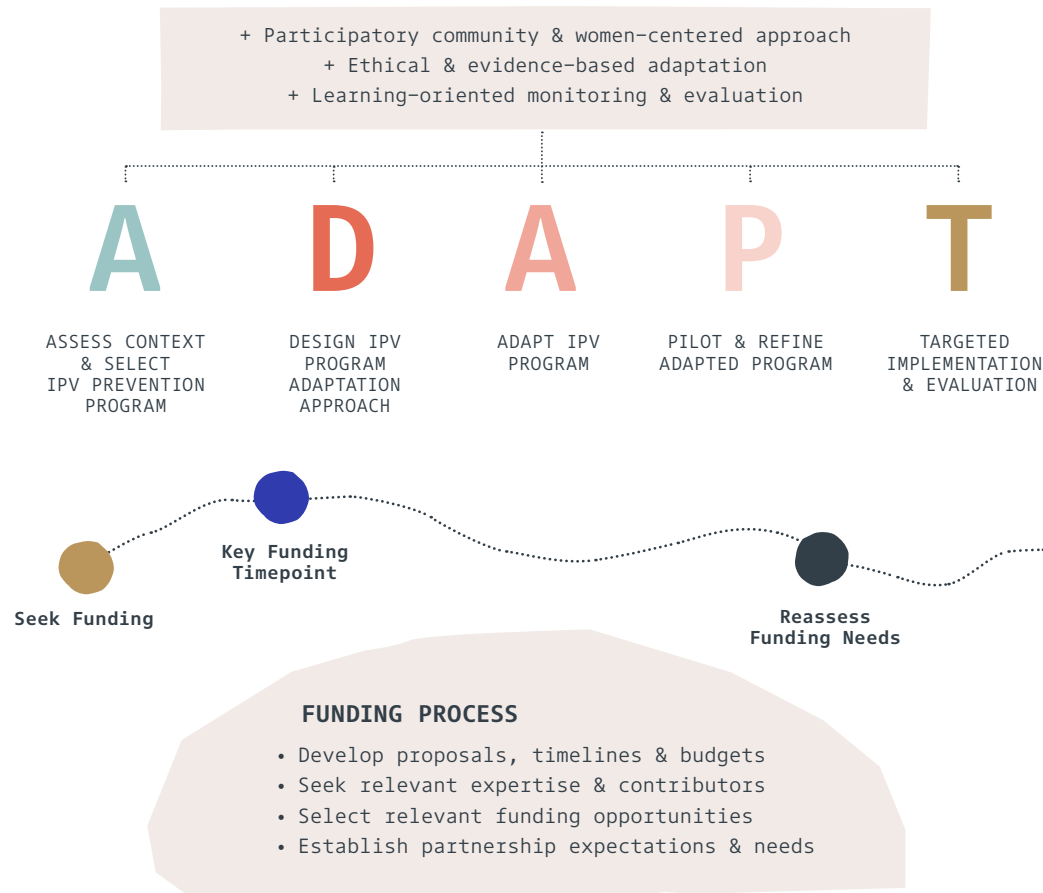 + Participatory community & women-centered approach
+ Ethical & evidence-based adaptation
+ Learning-oriented monitoring & evaluation
A D A P T
ASSESS CONTEXT
& SELECT
IPV PREVENTION
PROGRAM
DESIGN IPV
PROGRAM
ADAPTATION
APPROACH
ADAPT IPV
PROGRAM
PILOT & REFINE
ADAPTED PROGRAM
TARGETED
IMPLEMENTATION
& EVALUATION
Seek Funding
Key Funding
Timepoint
Reassess
Funding Needs
FUNDING PROCESS
• Develop proposals, timelines & budgets
• Seek relevant expertise & contributors
• Select relevant funding opportunities
• Establish partnership expectations & needs